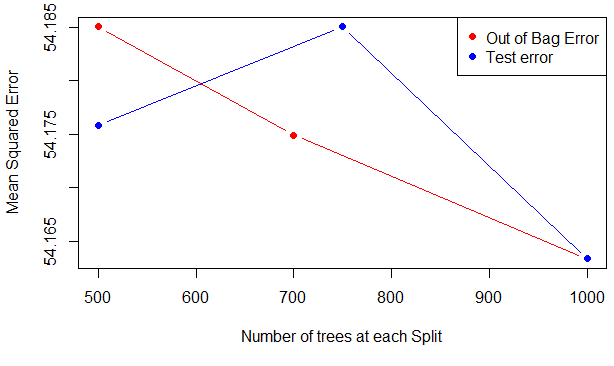 54.185
54.175
54.165
Mean Squared Error
Out of Bag Error
Test error
500
600
700
800
900
1000
Number of trees at each Split